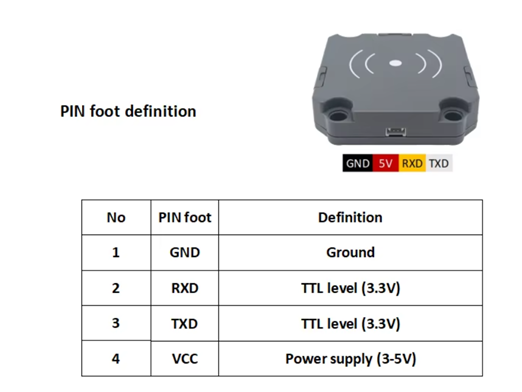 PIN foot definition
GND 5V RXD TXD
No PIN foot Definition
1 GND Ground
2 RXD TTL level (3.3V)
3 TXD TTL level (3.3V)
4 VCC Power supply (3-5V)